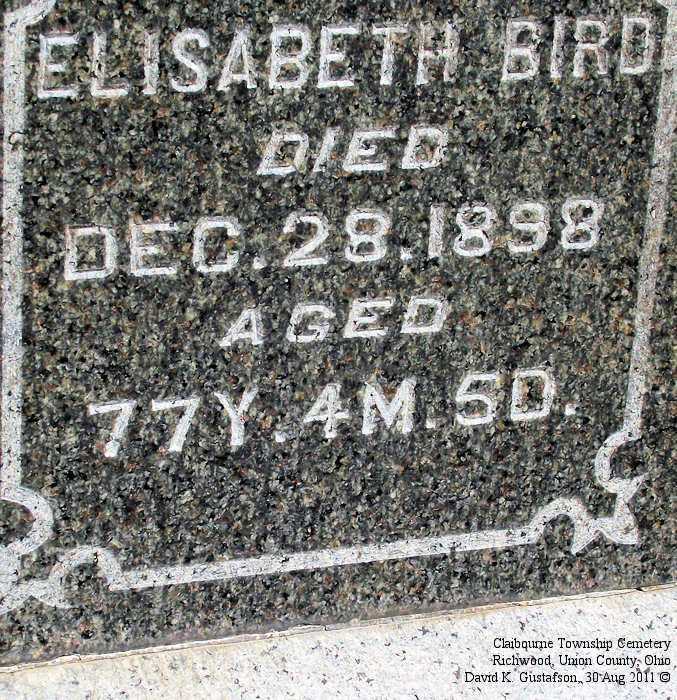 ELISABETH BIRD
DIED
DEC. 28. 1898
AGED
77Y. 4M. 5D.
Claibourne Township Cemetery
Richwood, Union County, Ohio
David K. Gustafson, 30 Aug 2011 ©